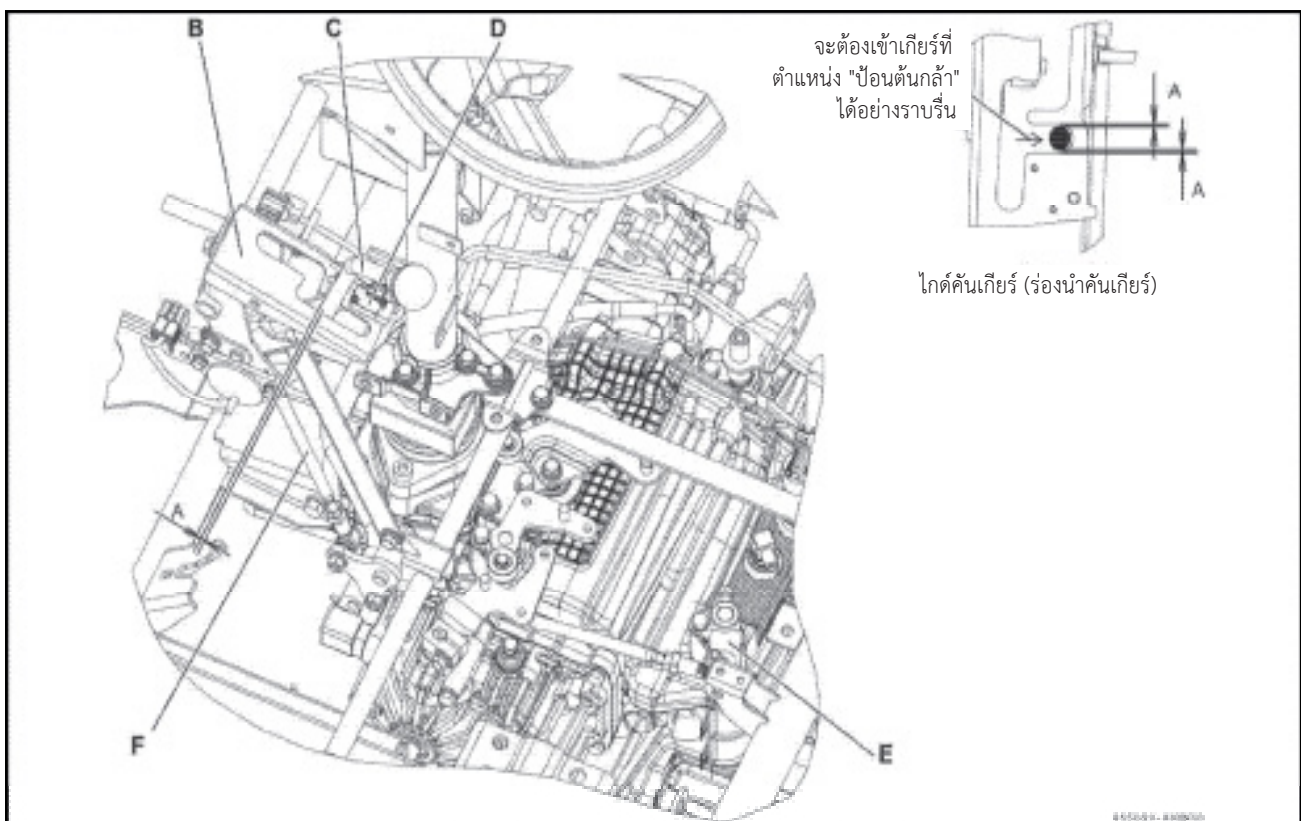 B
C
D
จะต้องเข้าเกียร์ที่
ตำแหน่ง "ป้อนต้นกล้า"
ได้อย่างราบรื่น
A
A
ไกด์คันเกียร์ (ร่องนำคันเกียร์)
A
F
E